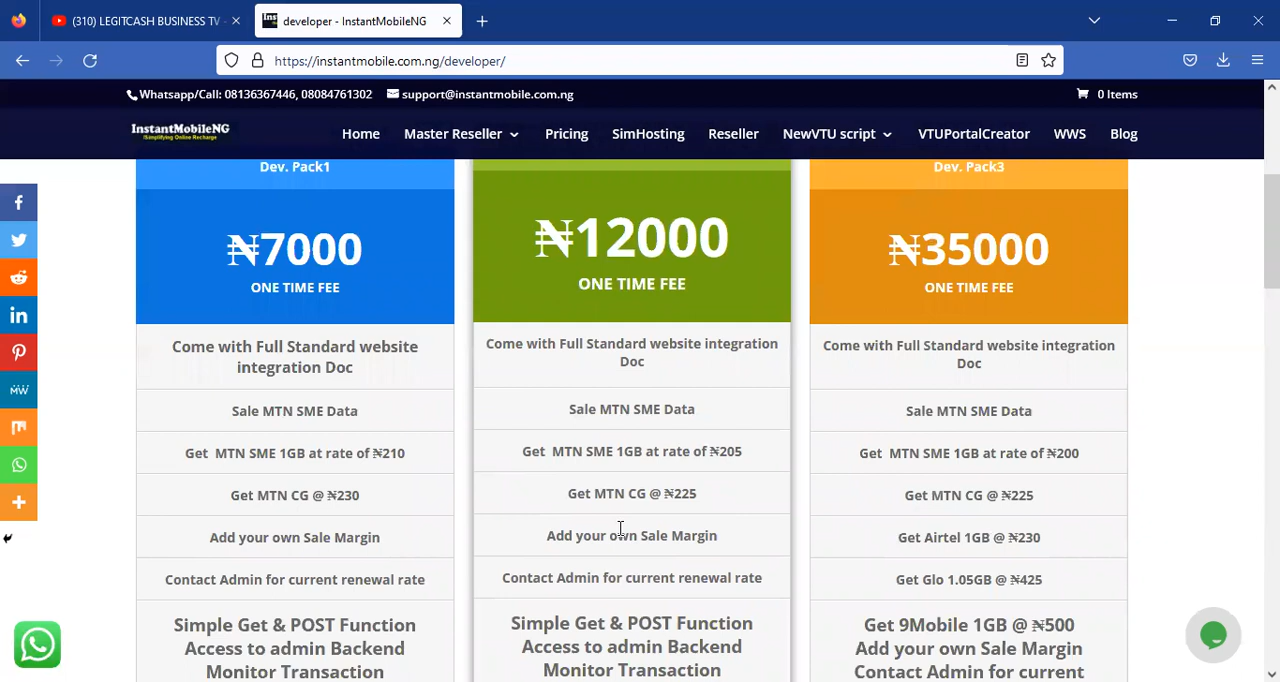 (310) LEGITCASH BUSINESS TV
developer - InstantMobileNG
https://instantmobile.com.ng/developer/
Whatsapp/Call: 08136367446, 08084761302
support@instantmobile.com.ng
0 Items
InstantMobileNG
Simplifying Online Recharge
Home
Master Reseller
Pricing
SimHosting
Reseller
NewVTU script
VTUPortalCreator
WWS
Blog
Dev. Pack1
₦7000
ONE TIME FEE
Come with Full Standard website
integration Doc
Sale MTN SME Data
Get MTN SME 1GB at rate of ₦210
Get MTN CG @ ₦230
Add your own Sale Margin
Contact Admin for current renewal rate
Simple Get & POST Function
Access to admin Backend
Monitor Transaction
₦12000
ONE TIME FEE
Come with Full Standard website integration
Doc
Sale MTN SME Data
Get MTN SME 1GB at rate of ₦205
Get MTN CG @ ₦225
Add your own Sale Margin
Contact Admin for current renewal rate
Simple Get & POST Function
Access to admin Backend
Monitor Transaction
Dev. Pack3
₦35000
ONE TIME FEE
Come with Full Standard website integration
Doc
Sale MTN SME Data
Get MTN SME 1GB at rate of ₦200
Get MTN CG @ ₦225
Get Airtel 1GB @ ₦230
Get Glo 1.05GB @ ₦425
Get 9Mobile 1GB @ ₦500
Add your own Sale Margin
Contact Admin for current